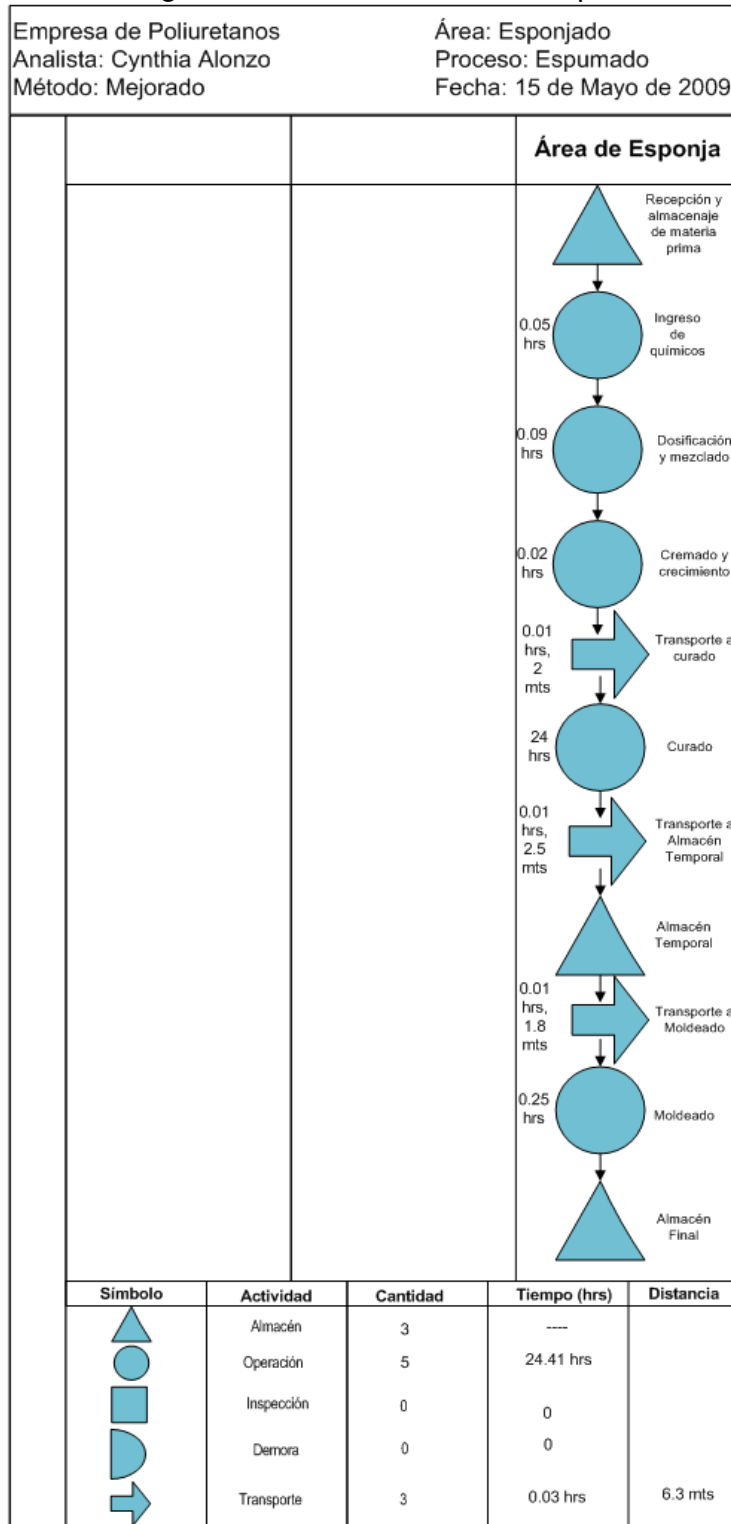 Empresa de Poliuretanos
Área: Esponjado
Analista: Cynthia Alonzo
Proceso: Espumado
Método: Mejorado
Fecha: 15 de Mayo de 2009
Área de Esponja
Recepción y
almacenaje
de materia
prima
0.05
hrs
Ingreso
de
químicos
0.09
hrs
Dosificación
y mezclado
0.02
hrs
Cremado y
crecimiento
0.01
hrs,
2
mts
Transporte a
curado
24
hrs
Curado
0.01
hrs,
2.5
mts
Transporte a
Almacén
Temporal
Almacén
Temporal
0.01
hrs,
1.8
mts
Transporte a
Moldeado
0.25
hrs
Moldeado
Almacén
Final
Símbolo Actividad Cantidad Tiempo (hrs) Distancia
Almacén 3 ----
Operación 5 24.41 hrs
Inspección 0 0
Demora 0 0
Transporte 3 0.03 hrs 6.3 mts